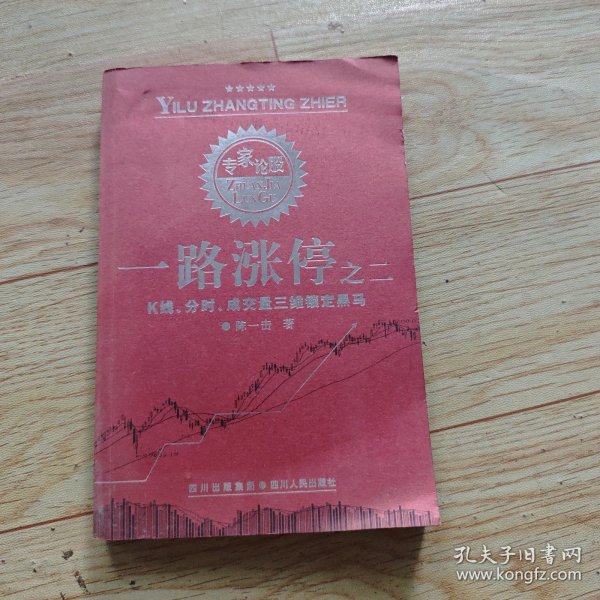 YILU ZHANGTING ZHIER
专家论股
ZHUANJIA
LUNGU
一路涨停之二
K线、分时、成交量三维锁定黑马
陈一击 著
四川出版集团 四川人民出版社
孔夫子旧书网
www.kongfz.com